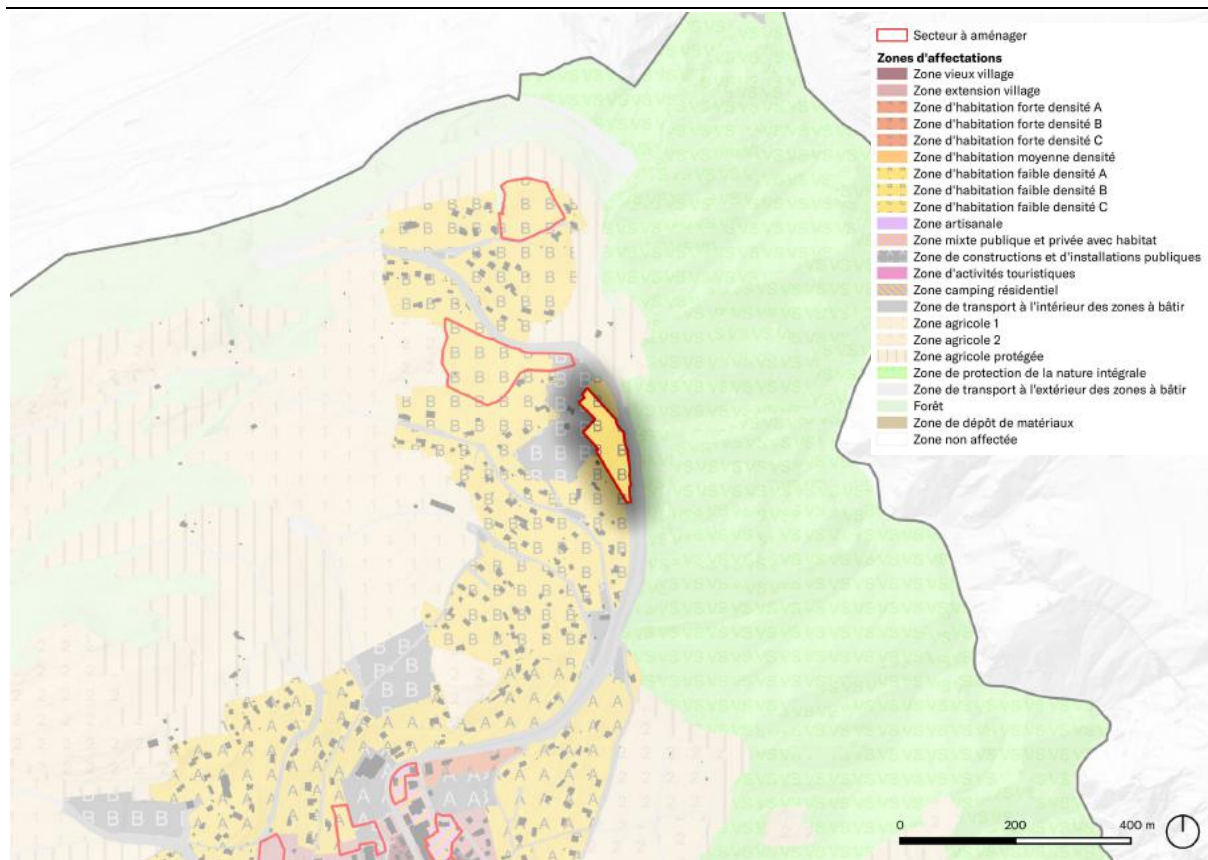 Secteur à aménager
Zones d'affectations
Zone vieux village
Zone extension village
Zone d'habitation forte densité A
Zone d'habitation forte densité B
Zone d'habitation forte densité C
Zone d'habitation moyenne densité
Zone d'habitation faible densité A
Zone d'habitation faible densité B
Zone d'habitation faible densité C
Zone artisanale
Zone mixte publique et privée avec habitat
Zone de constructions et d'installations publiques
Zone d'activités touristiques
Zone camping résidentiel
Zone de transport à l'intérieur des zones à bâtir
Zone agricole 1
Zone agricole 2
Zone agricole protégée
Zone de protection de la nature intégrale
Zone de transport à l'extérieur des zones à bâtir
Forêt
Zone de dépôt de matériaux
Zone non affectée
0 200 400 m